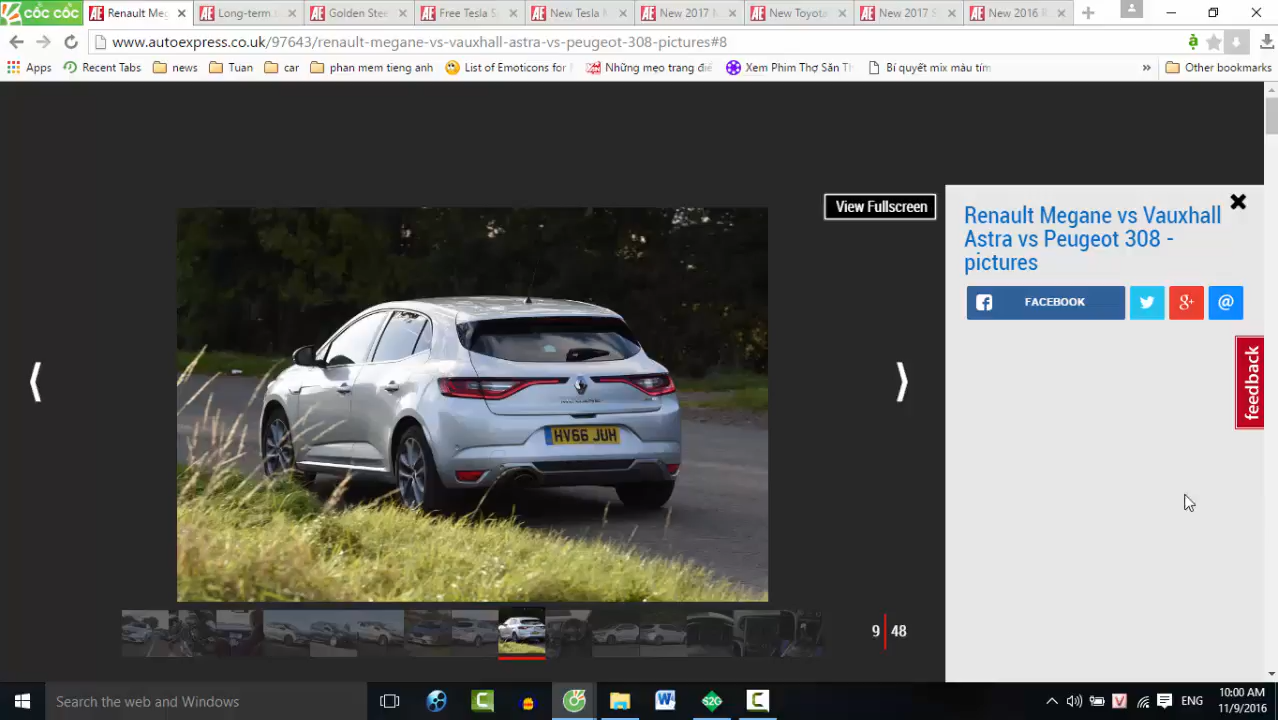 cốc cốc
Renault Meg
Long-term
Golden Stee
Free Tesla S
New Tesla M
New 2017
New Toyota
New 2017 S
New 2016 R
www.autoexpress.co.uk/97643/renault-megane-vs-vauxhall-astra-vs-peugeot-308-pictures#8
Apps
Recent Tabs
news
Tuan
car
phan mem tieng anh
List of Emoticons for
Những mẹo trang điể
Xem Phim Thợ Săn Th
Bí quyết mix màu tím
»
Other bookmarks
View Fullscreen
Renault Megane vs Vauxhall
Astra vs Peugeot 308 -
pictures
FACEBOOK
g+
@
feedback
HV66 JUH
9 48
Search the web and Windows
S2G
V
ENG
10:00 AM
11/9/2016